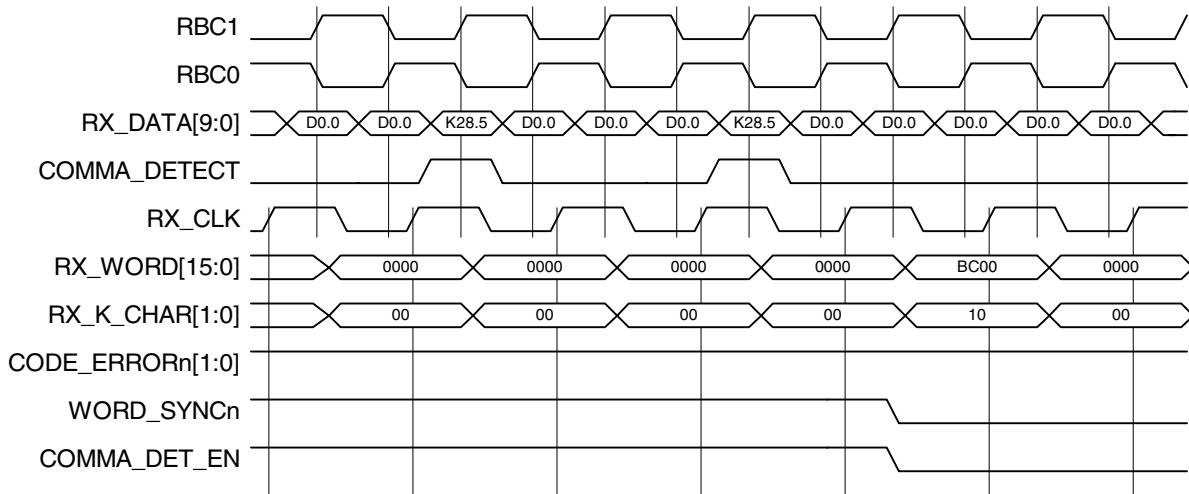 RBC1
RBC0
RX_DATA[9:0] D0.0 D0.0 K28.5 D0.0 D0.0 D0.0 K28.5 D0.0 D0.0 D0.0 D0.0 D0.0
COMMA_DETECT
RX_CLK
RX_WORD[15:0] 0000 0000 0000 0000 BC00 0000
RX_K_CHAR[1:0] 00 00 00 00 10 00
CODE_ERRORn[1:0]
WORD_SYNCn
COMMA_DET_EN